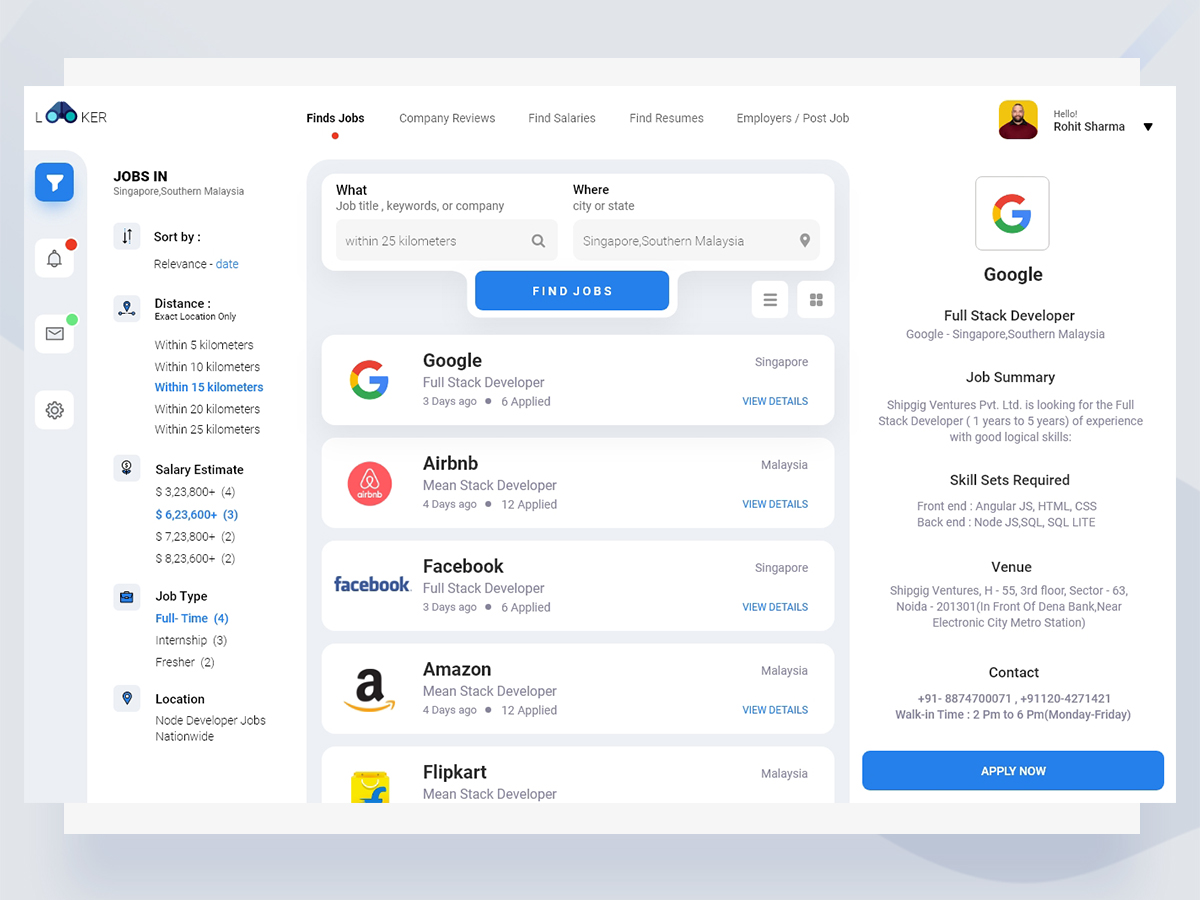 LOOKER
Finds Jobs
Company Reviews
Find Salaries
Find Resumes
Employers / Post Job
Hello!
Rohit Sharma
JOBS IN
Singapore,Southern Malaysia
Sort by :
Relevance - date
Distance :
Exact Location Only
Within 5 kilometers
Within 10 kilometers
Within 15 kilometers
Within 20 kilometers
Within 25 kilometers
Salary Estimate
$ 3,23,800+ (4)
$ 6,23,600+ (3)
$ 7,23,800+ (2)
$ 8,23,600+ (2)
Job Type
Full- Time (4)
Internship (3)
Fresher (2)
Location
Node Developer Jobs
Nationwide
What
Job title , keywords, or company
within 25 kilometers
Where
city or state
Singapore,Southern Malaysia
FIND JOBS
Google
Singapore
Full Stack Developer
3 Days ago ● 6 Applied
VIEW DETAILS
airbnb
Airbnb
Malaysia
Mean Stack Developer
4 Days ago ● 12 Applied
VIEW DETAILS
facebook.
Facebook
Singapore
Full Stack Developer
3 Days ago ● 6 Applied
VIEW DETAILS
a
Amazon
Malaysia
Mean Stack Developer
4 Days ago ● 12 Applied
VIEW DETAILS
Flipkart
Malaysia
Mean Stack Developer
Google
Full Stack Developer
Google - Singapore,Southern Malaysia
Job Summary
Shipgig Ventures Pvt. Ltd. is looking for the Full
Stack Developer ( 1 years to 5 years) of experience
with good logical skills:
Skill Sets Required
Front end : Angular JS, HTML, CSS
Back end : Node JS,SQL, SQL LITE
Venue
Shipgig Ventures, H - 55, 3rd floor, Sector - 63,
Noida - 201301(In Front Of Dena Bank,Near
Electronic City Metro Station)
Contact
+91- 8874700071 , +91120-4271421
Walk-in Time : 2 Pm to 6 Pm(Monday-Friday)
APPLY NOW